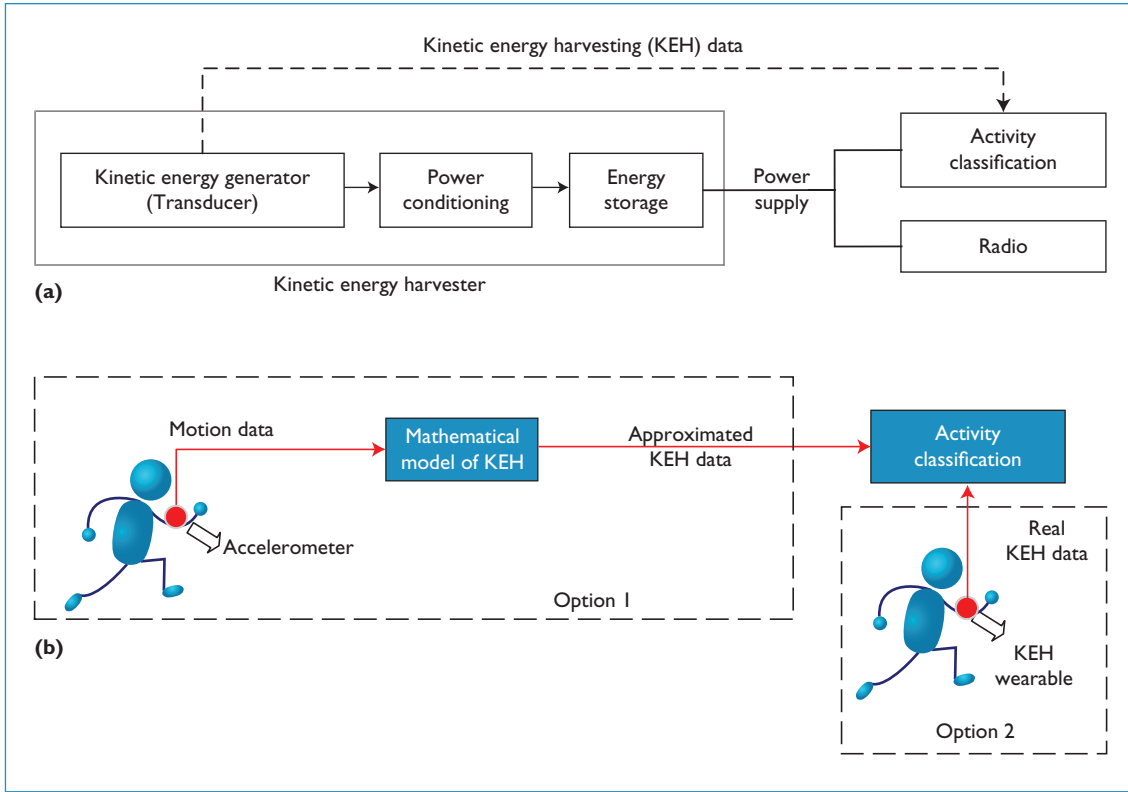 Kinetic energy harvesting (KEH) data
Kinetic energy generator
(Transducer)
Power
conditioning
Energy
storage
Power
supply
Activity
classification
Radio
Kinetic energy harvester
(a)
Motion data
Mathematical
model of KEH
Approximated
KEH data
Activity
classification
Accelerometer
Option 1
Real
KEH data
KEH
wearable
Option 2
(b)